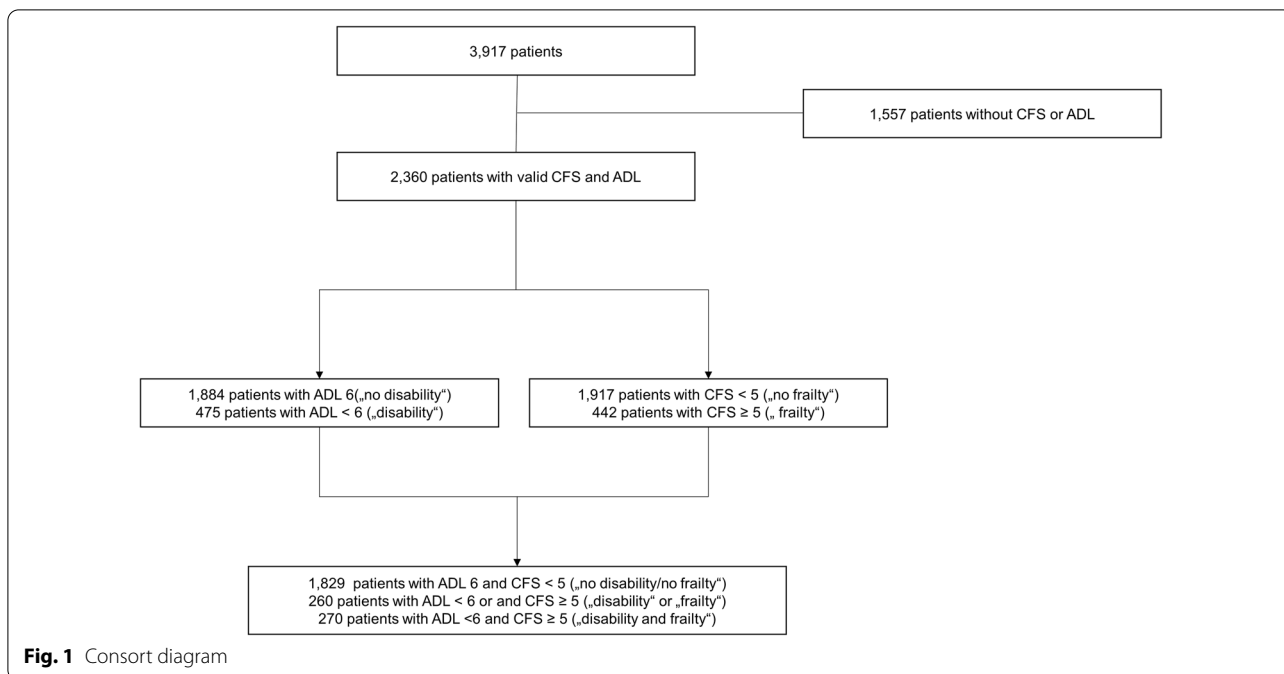 3,917 patients
1,557 patients without CFS or ADL
2,360 patients with valid CFS and ADL
1,884 patients with ADL 6(„no disability“)
475 patients with ADL < 6 („disability“)
1,917 patients with CFS < 5 („no frailty“)
442 patients with CFS ≥ 5 („ frailty“)
1,829 patients with ADL 6 and CFS < 5 („no disability/no frailty“)
260 patients with ADL < 6 or and CFS ≥ 5 („disability“ or „frailty“)
270 patients with ADL <6 and CFS ≥ 5 („disability and frailty“)
Fig. 1 Consort diagram